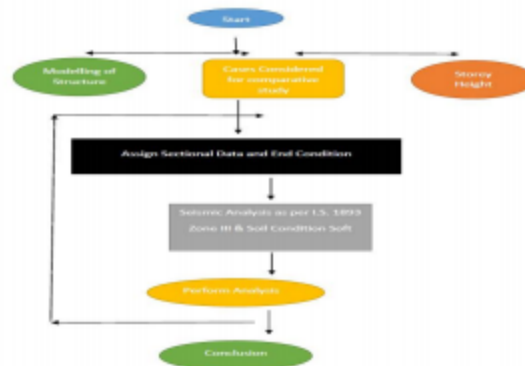 Start
Modelling of
Structure
Cases Considered
for comparative
study
Storey
Height
Assign Sectional Data and End Condition
Seismic Analysis as per I.S. 1893
Zone III & Soil Condition Soft
Perform Analysis
Conclusion